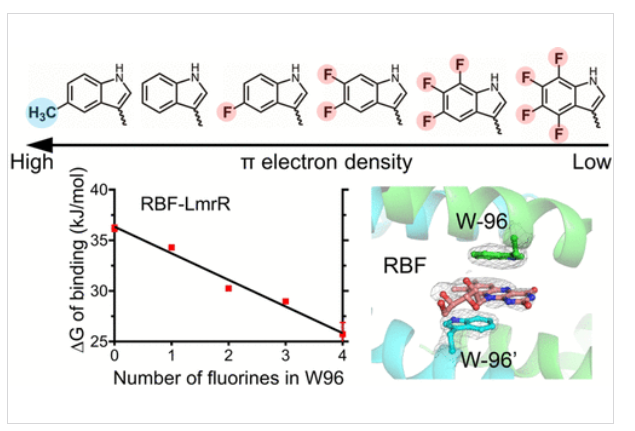 H
N
H₃C
H
N
H
N
F
H
N
F
F
H
N
F
F
F
H
N
F
F
F
F
High
π electron density
Low
ΔG of binding (kJ/mol)
40
35
30
25
RBF-LmrR
0
1
2
3
4
Number of fluorines in W96
W-96
RBF
W-96'